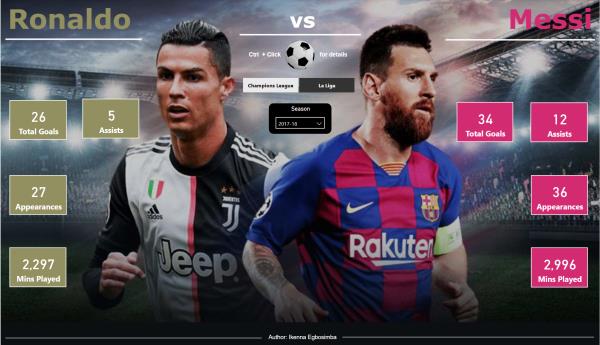 Ronaldo
vs
Messi
Ctrl + Click
for details
Champions League
La Liga
Season
2017-18
26
Total Goals
5
Assists
34
Total Goals
12
Assists
27
Appearances
36
Appearances
2,297
Mins Played
2,996
Mins Played
JUVENTUS
Jeep
Rakuten
Author: Ikenna Egbosimba